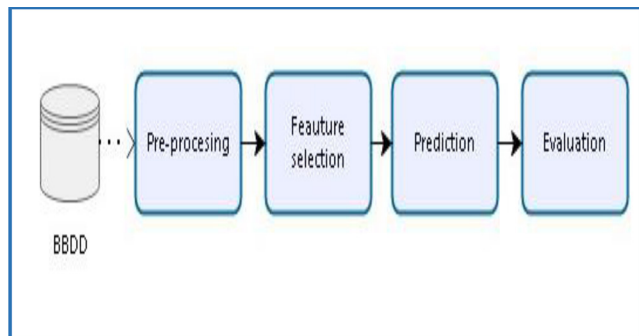 BBDD
Pre-procesing
Feauture
selection
Prediction
Evaluation